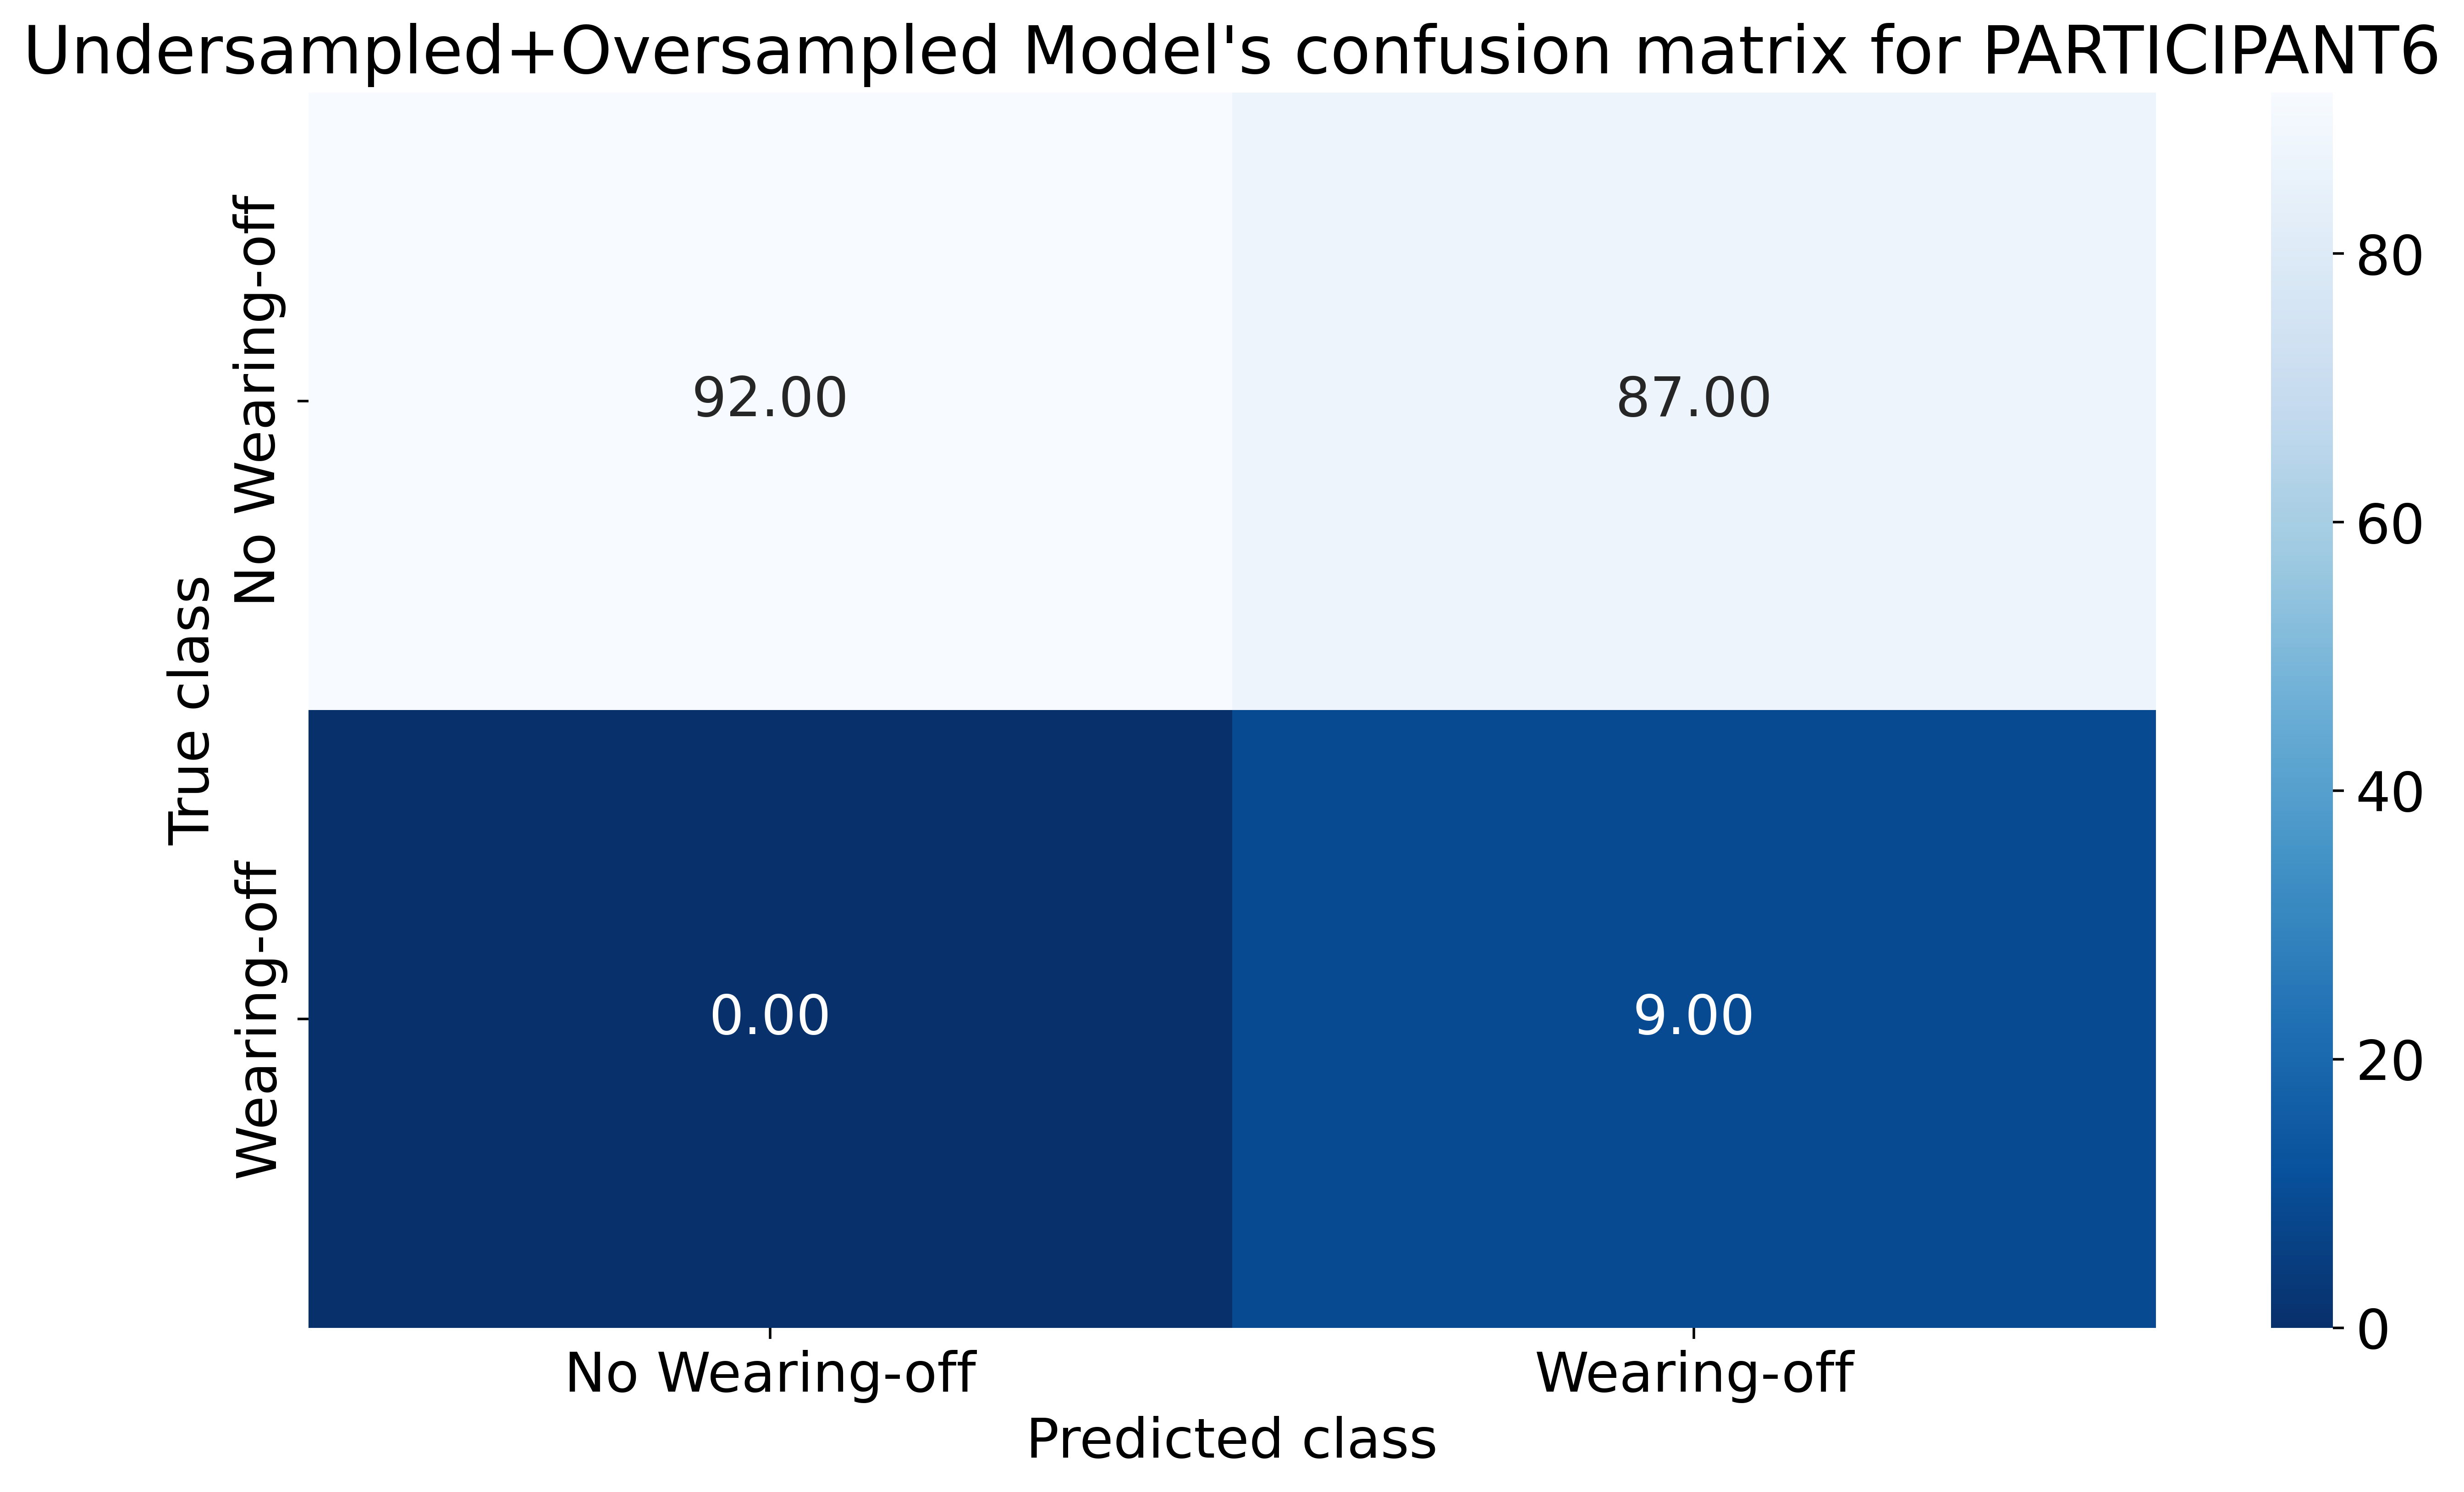 Undersampled+Oversampled Model's confusion matrix for PARTICIPANT6
True class
No Wearing-off
Wearing-off
92.00
87.00
0.00
9.00
No Wearing-off
Wearing-off
Predicted class
80
60
40
20
0